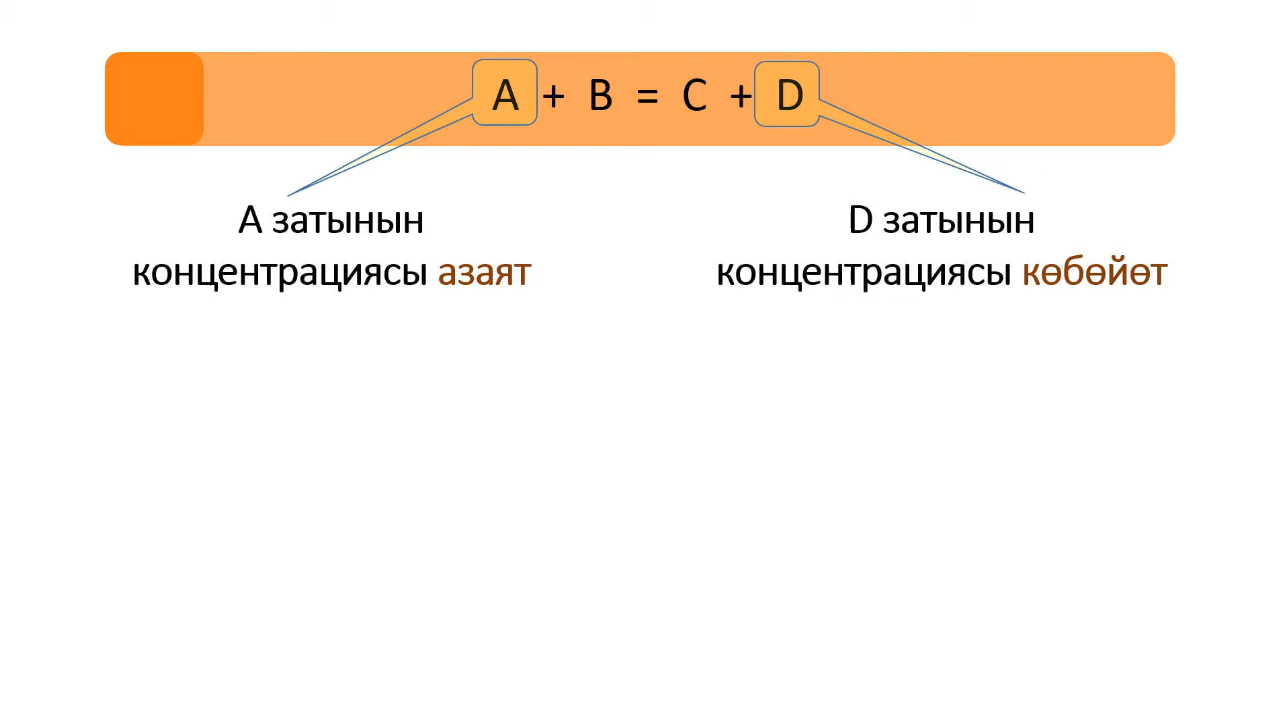 A + B = C + D
А затынын
концентрациясы азаят
D затынын
концентрациясы көбөйөт